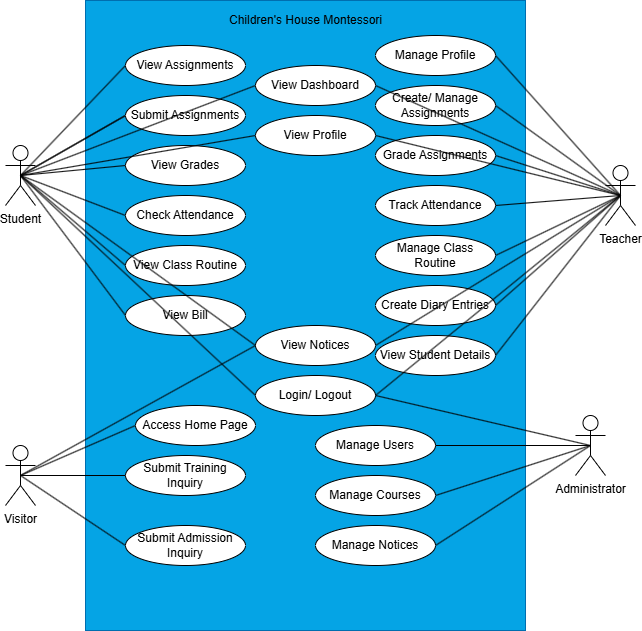 Children's House Montessori
Manage Profile
View Assignments
View Dashboard
Create/ Manage
Assignments
Submit Assignments
View Profile
Grade Assignments
View Grades
Student
Teacher
Check Attendance
Track Attendance
Manage Class
Routine
View Class Routine
Create Diary Entries
View Bill
View Notices
View Student Details
Login/ Logout
Access Home Page
Manage Users
Submit Training
Inquiry
Visitor
Administrator
Manage Courses
Submit Admission
Inquiry
Manage Notices